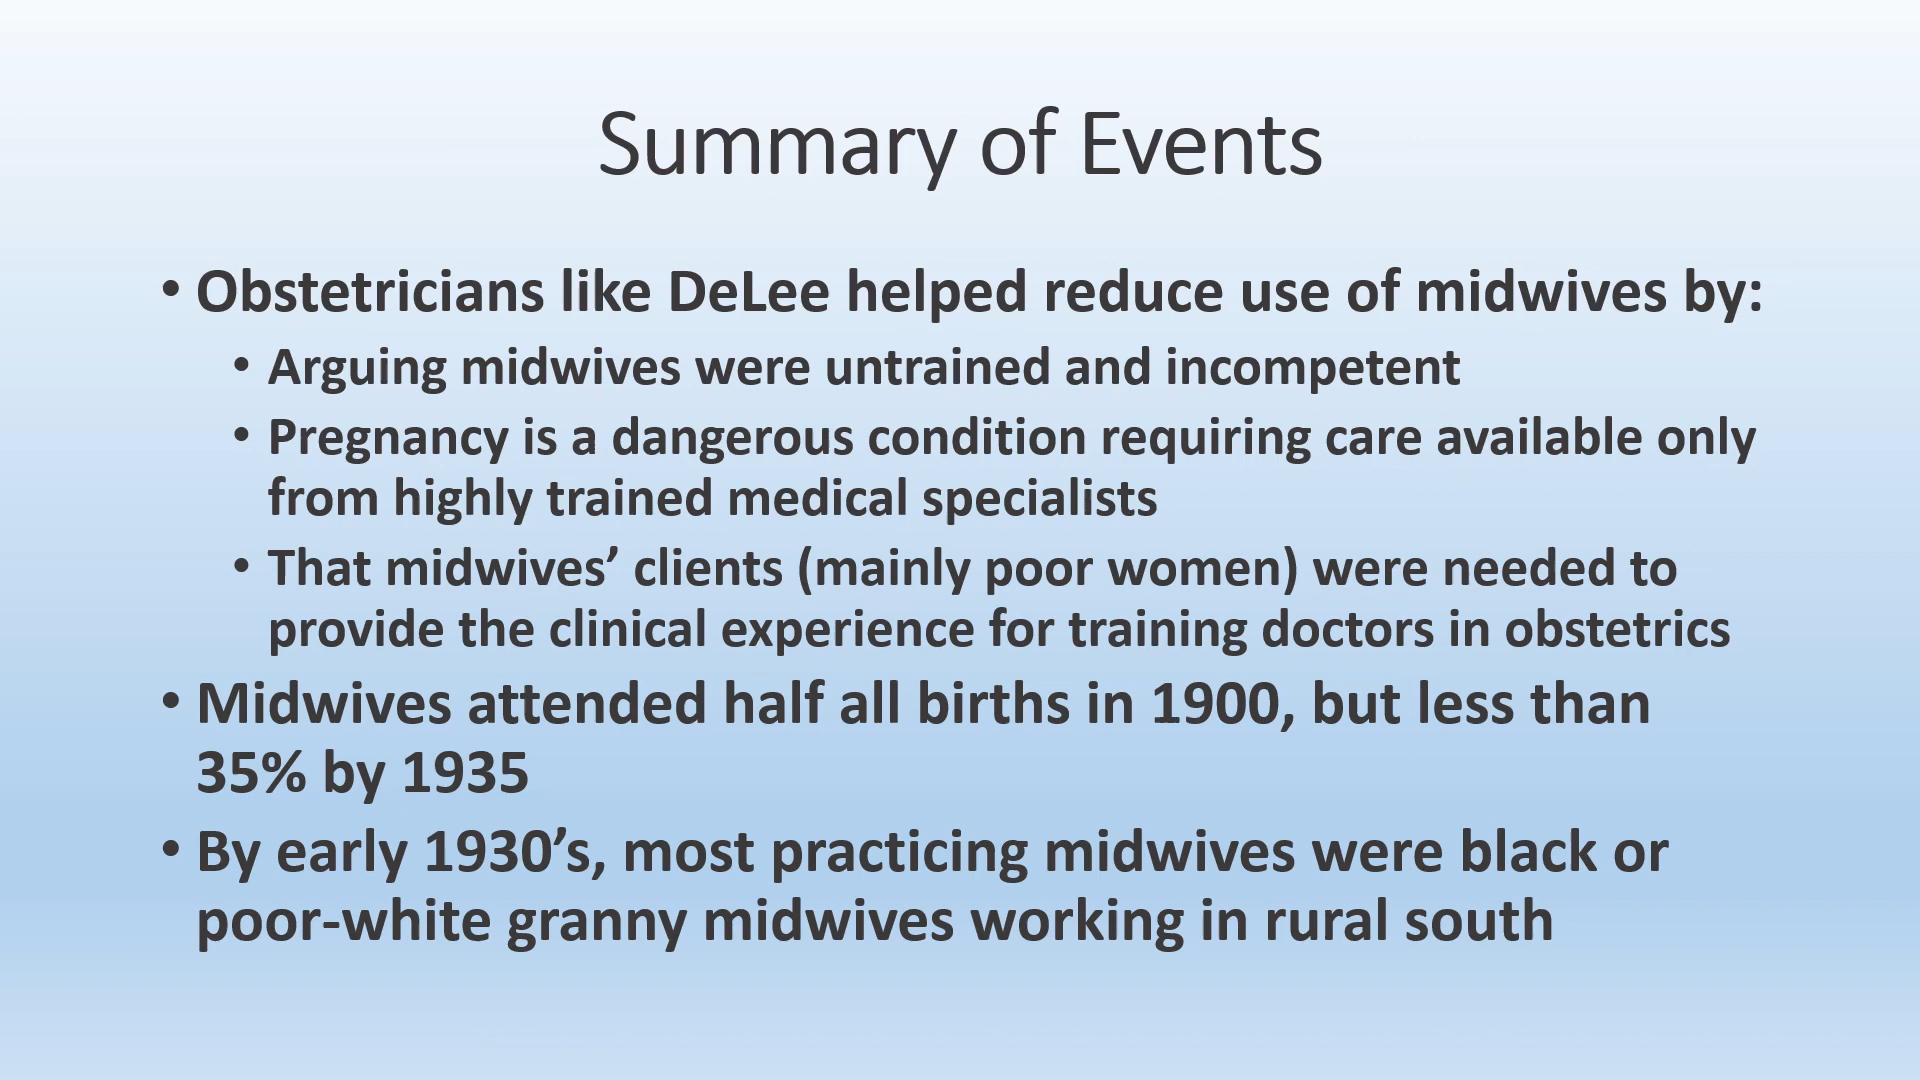 Summary of Events
• Obstetricians like DeLee helped reduce use of midwives by:
• Arguing midwives were untrained and incompetent
• Pregnancy is a dangerous condition requiring care available only
from highly trained medical specialists
• That midwives’ clients (mainly poor women) were needed to
provide the clinical experience for training doctors in obstetrics
• Midwives attended half all births in 1900, but less than
35% by 1935
• By early 1930’s, most practicing midwives were black or
poor-white granny midwives working in rural south